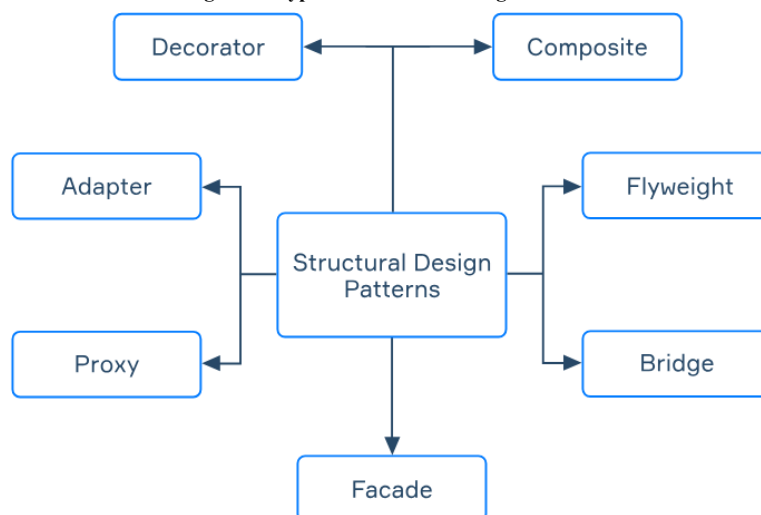 Decorator
Composite
Adapter
Flyweight
Structural Design
Patterns
Proxy
Bridge
Facade